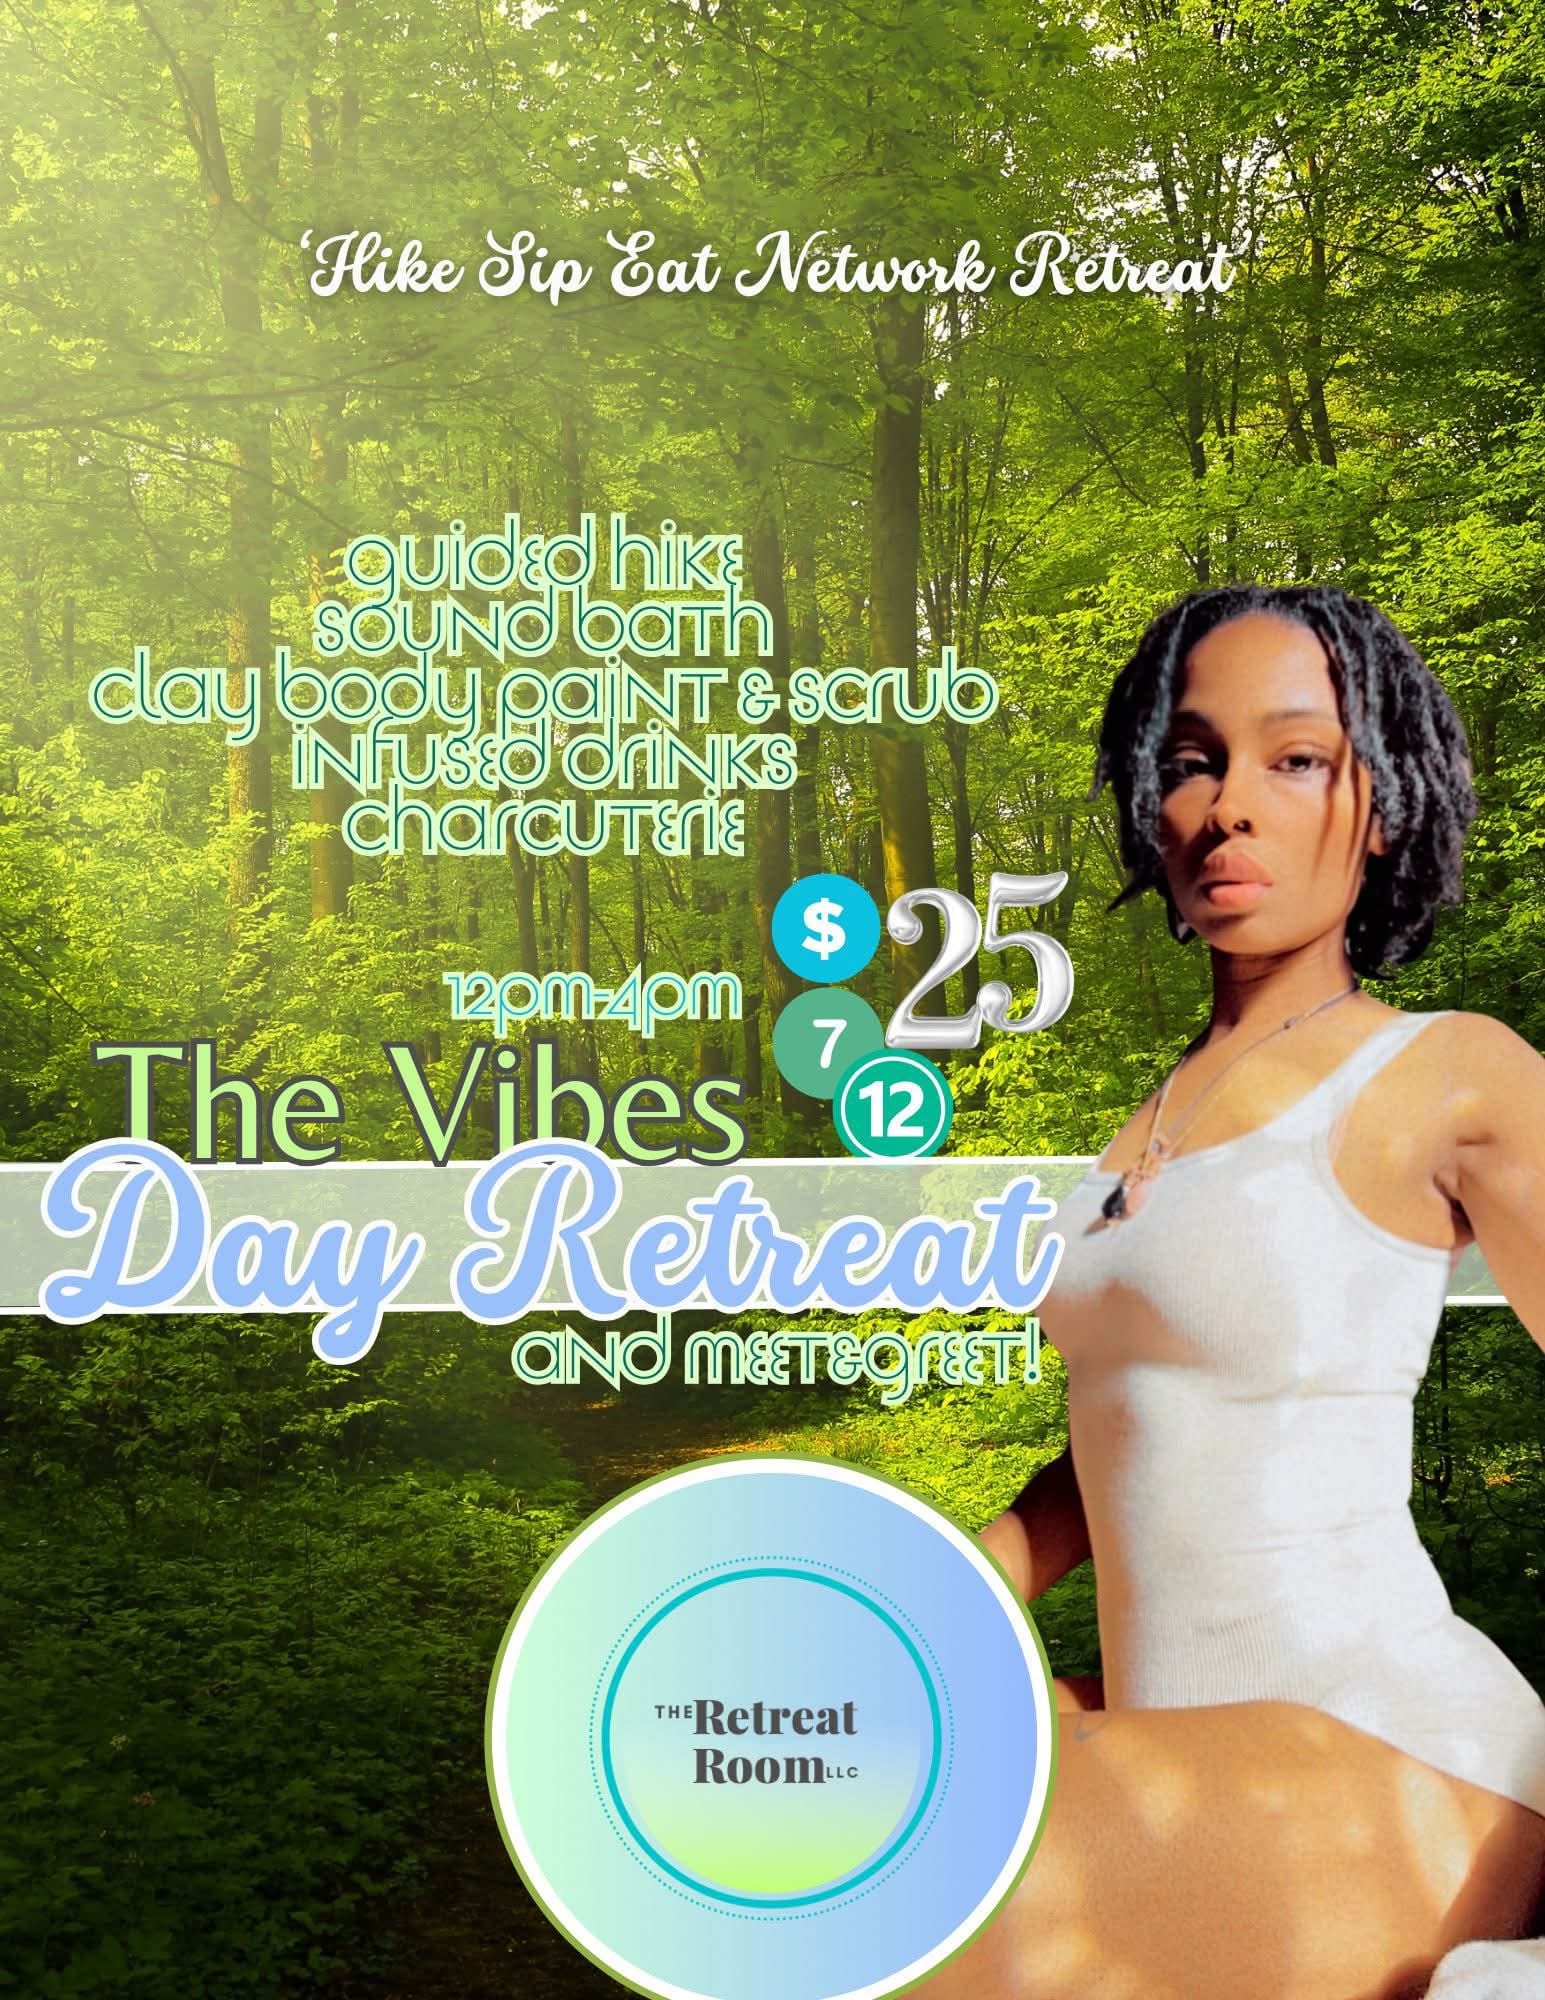 'Hike Sip Eat Network Retreat'
guided hike
sound bath
clay body paint & scrub
infused drinks
charcuterie
$ 25
12pm-4pm
7
12
The Vibes
Day Retreat
and meet&greet!
THE Retreat
Room LLC